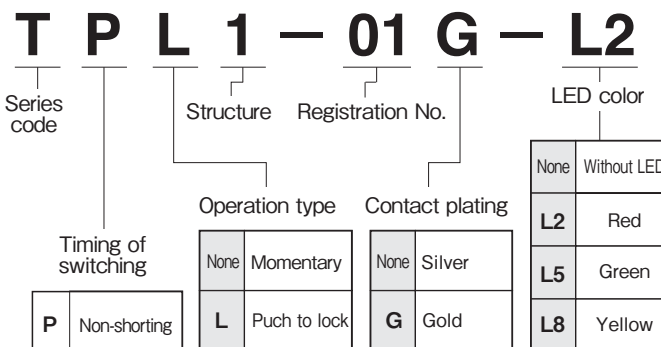 T P L 1 — 01 G — L2
Series
code
Structure
Registration No.
LED color
Operation type
Contact plating
Timing of
switching
None Without LED
L2 Red
L5 Green
L8 Yellow
None Momentary
L Puch to lock
None Silver
G Gold
P Non-shorting